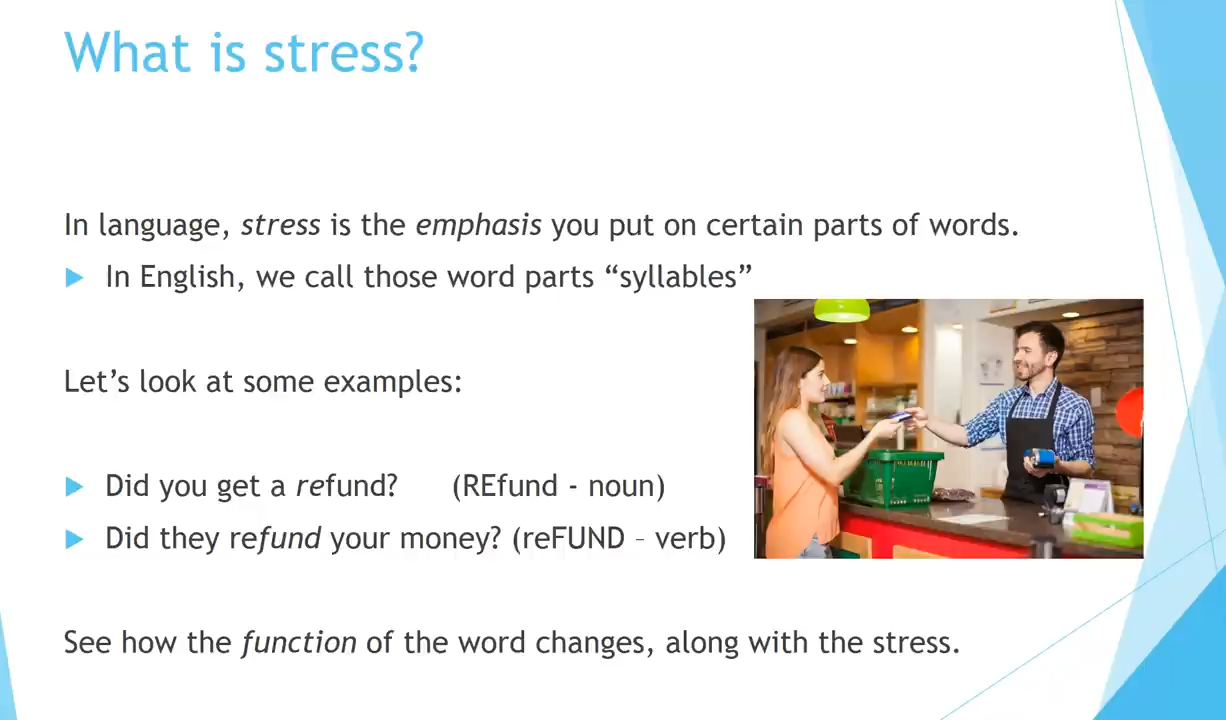 What is stress?
In language, stress is the emphasis you put on certain parts of words.
In English, we call those word parts “syllables”
Let’s look at some examples:
Did you get a refund? (REfund - noun)
Did they refund your money? (reFUND – verb)
See how the function of the word changes, along with the stress.